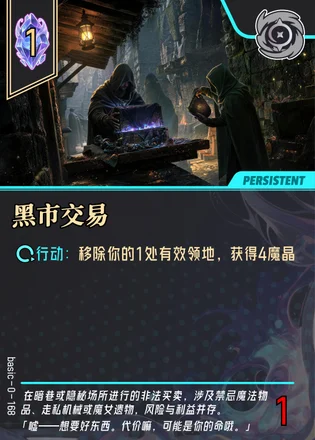 1
PERSISTENT
黑市交易
行动：移除你的1处有效领地，获得4魔晶
basic-0-168
在暗巷或隐秘场所进行的非法买卖，涉及禁忌魔法物
品、走私机械或魔女遗物，风险与利益并存。
「嘘——想要好东西。代价嘛，可能是你的命哦。」
1